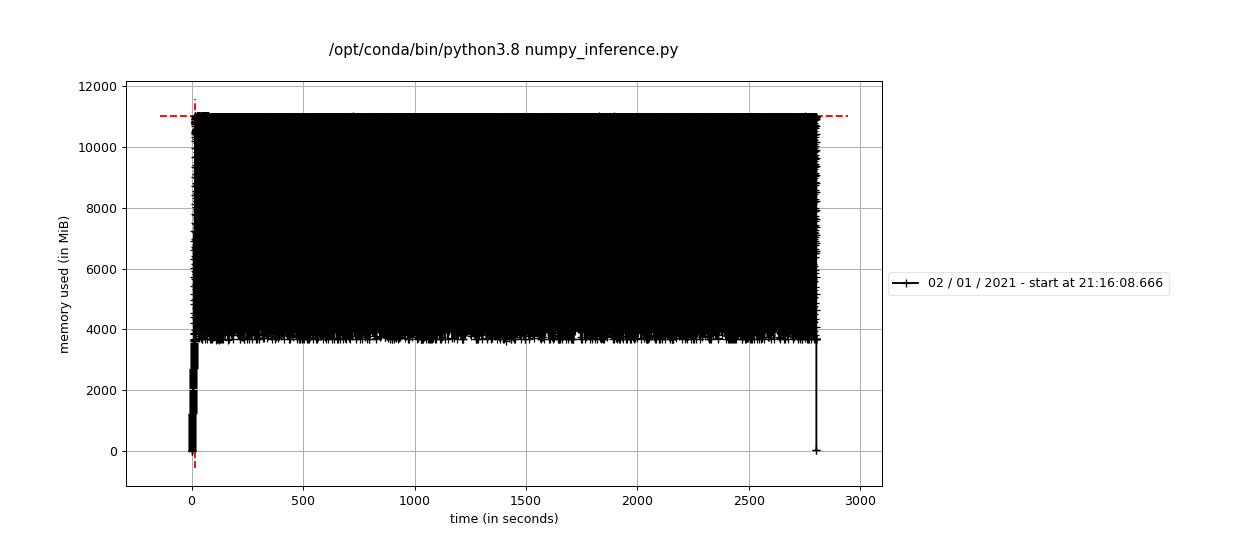 /opt/conda/bin/python3.8 numpy_inference.py
12000
10000
8000
6000
4000
2000
0
memory used (in MiB)
0 500 1000 1500 2000 2500 3000
time (in seconds)
02 / 01 / 2021 - start at 21:16:08.666